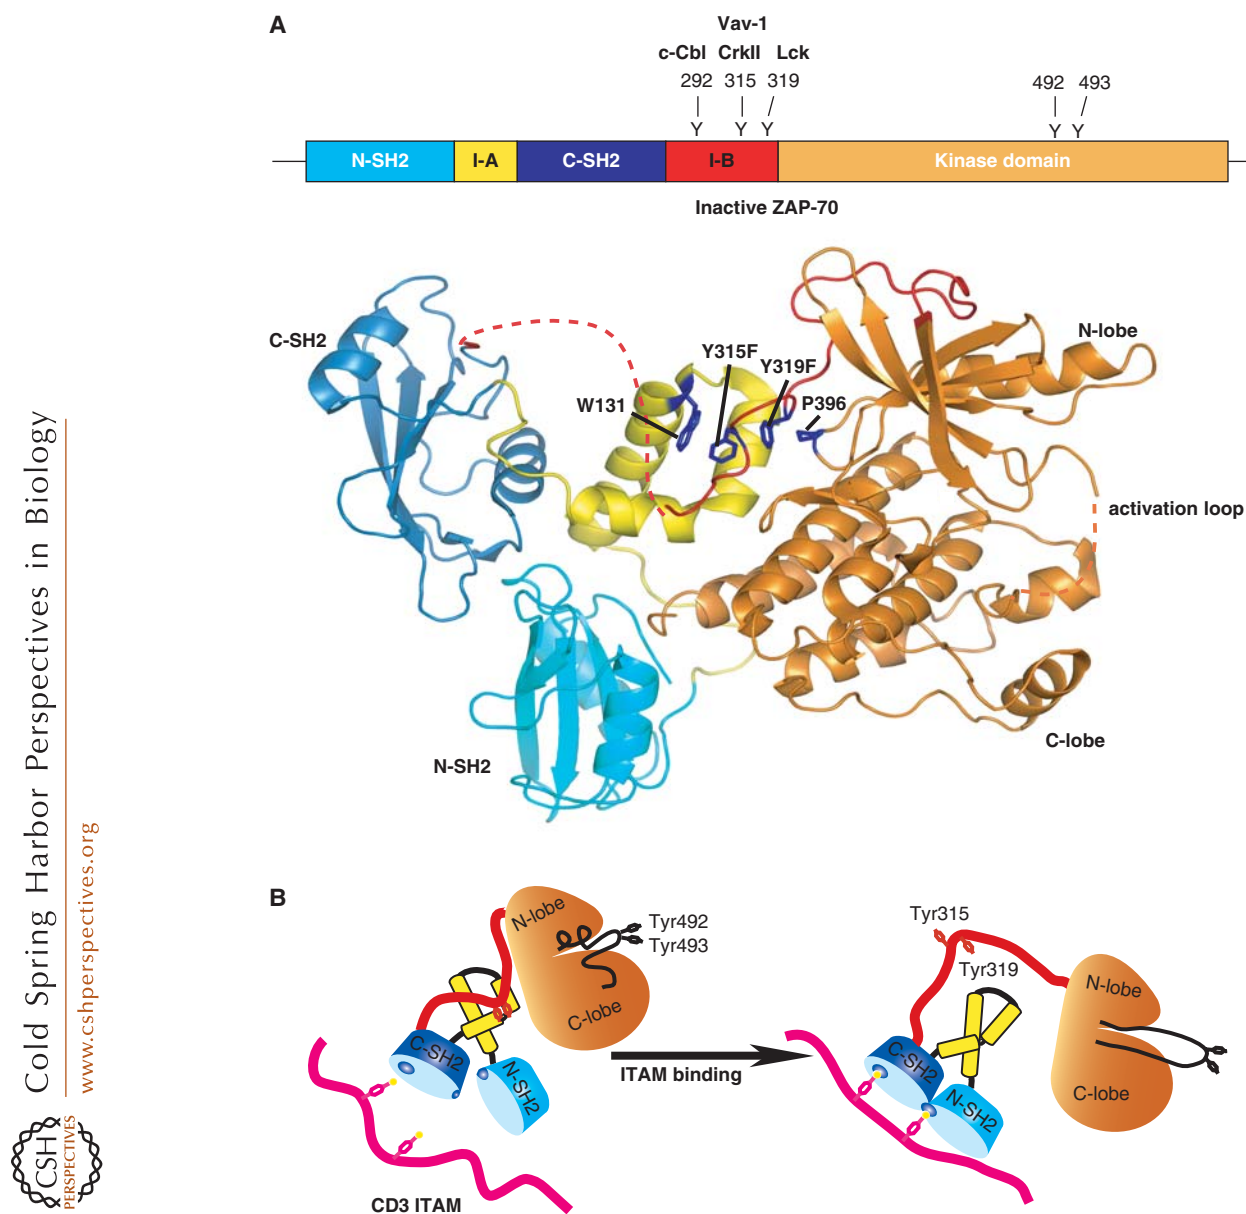 A
Vav-1
c-Cbl CrkII Lck
292 315 319
492 493
Y Y Y Y Y
N-SH2 I-A C-SH2 I-B Kinase domain
Inactive ZAP-70
C-SH2
N-lobe
Y315F
Y319F
W131
P396
activation loop
N-SH2
C-lobe
B
N-lobe
Tyr492
Tyr493
C-lobe
C-SH2
N-SH2
ITAM binding
CD3 ITAM
Tyr315
Tyr319
N-lobe
C-SH2
N-SH2
C-lobe
Cold Spring Harbor Perspectives in Biology
www.cshperspectives.org
CSH
PERSPECTIVES